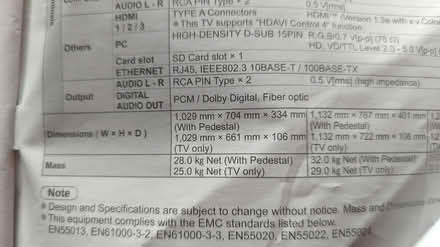 AUDIO L - R RCA PIN Type × 2 0.5 V[rms]
HDMI TYPE A Connectors
1 / 2 / 3 * This TV supports "HDAVI Control 4" function
Others PC HIGH-DENSITY D-SUB 15PIN
Card slot SD Card slot × 1
ETHERNET RJ45, IEEE802.3 10BASE-T / 100BASE-TX
AUDIO L - R RCA PIN Type × 2 0.5 V[rms] (high impedance)
Output DIGITAL AUDIO OUT PCM / Dolby Digital, Fiber optic
Dimensions ( W × H × D )
1,029 mm × 704 mm × 334 mm
(With Pedestal)
1,029 mm × 661 mm × 106 mm
(TV only)
1,132 mm × 767 mm × 401 mm
(With Pedestal)
1,132 mm × 722 mm × 106 mm
(TV only)
Mass
28.0 kg Net (With Pedestal)
25.0 kg Net (TV only)
32.0 kg Net (With Pedestal)
29.0 kg Net (TV only)
Note
* Design and Specifications are subject to change without notice. Mass and
* This equipment complies with the EMC standards listed below.
EN55013, EN61000-3-2, EN61000-3-3, EN55020, EN55022, EN55024